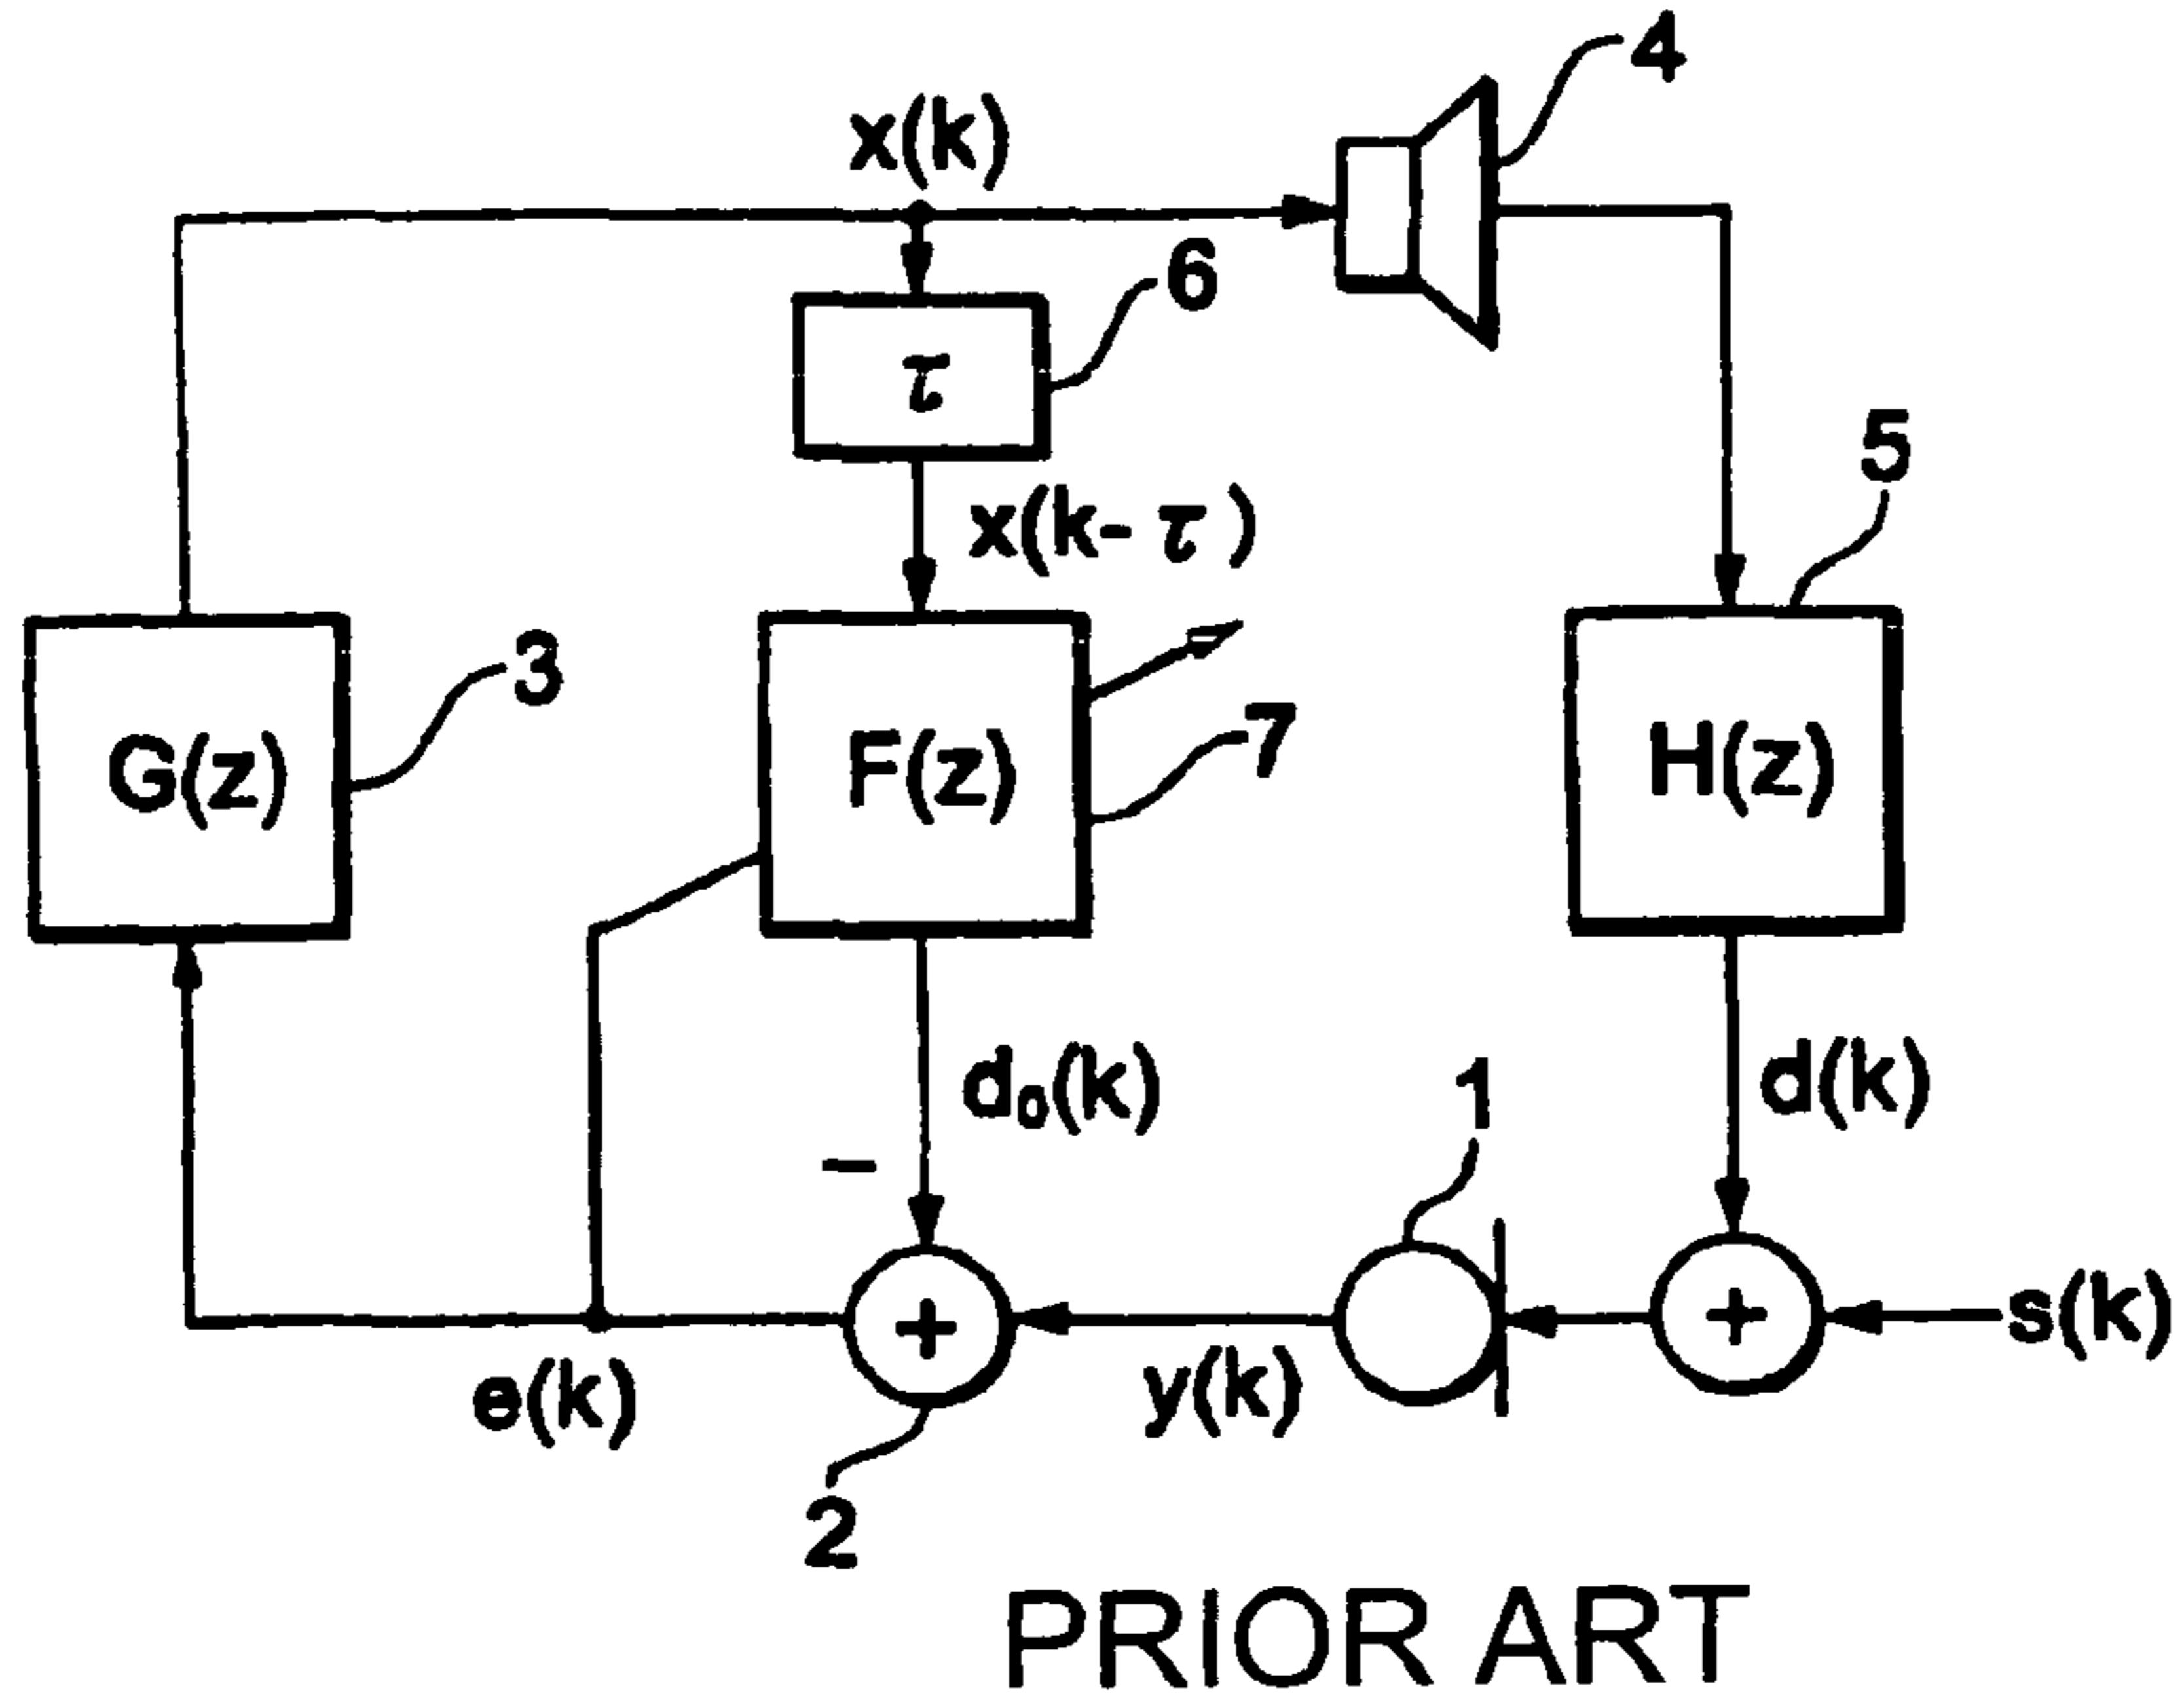 4
x(k)
6
τ
5
x(k-τ)
3
7
G(z)
F(z)
H(z)
d₀(k)
1
d(k)
–
+
+
s(k)
e(k)
y(k)
2
PRIOR ART